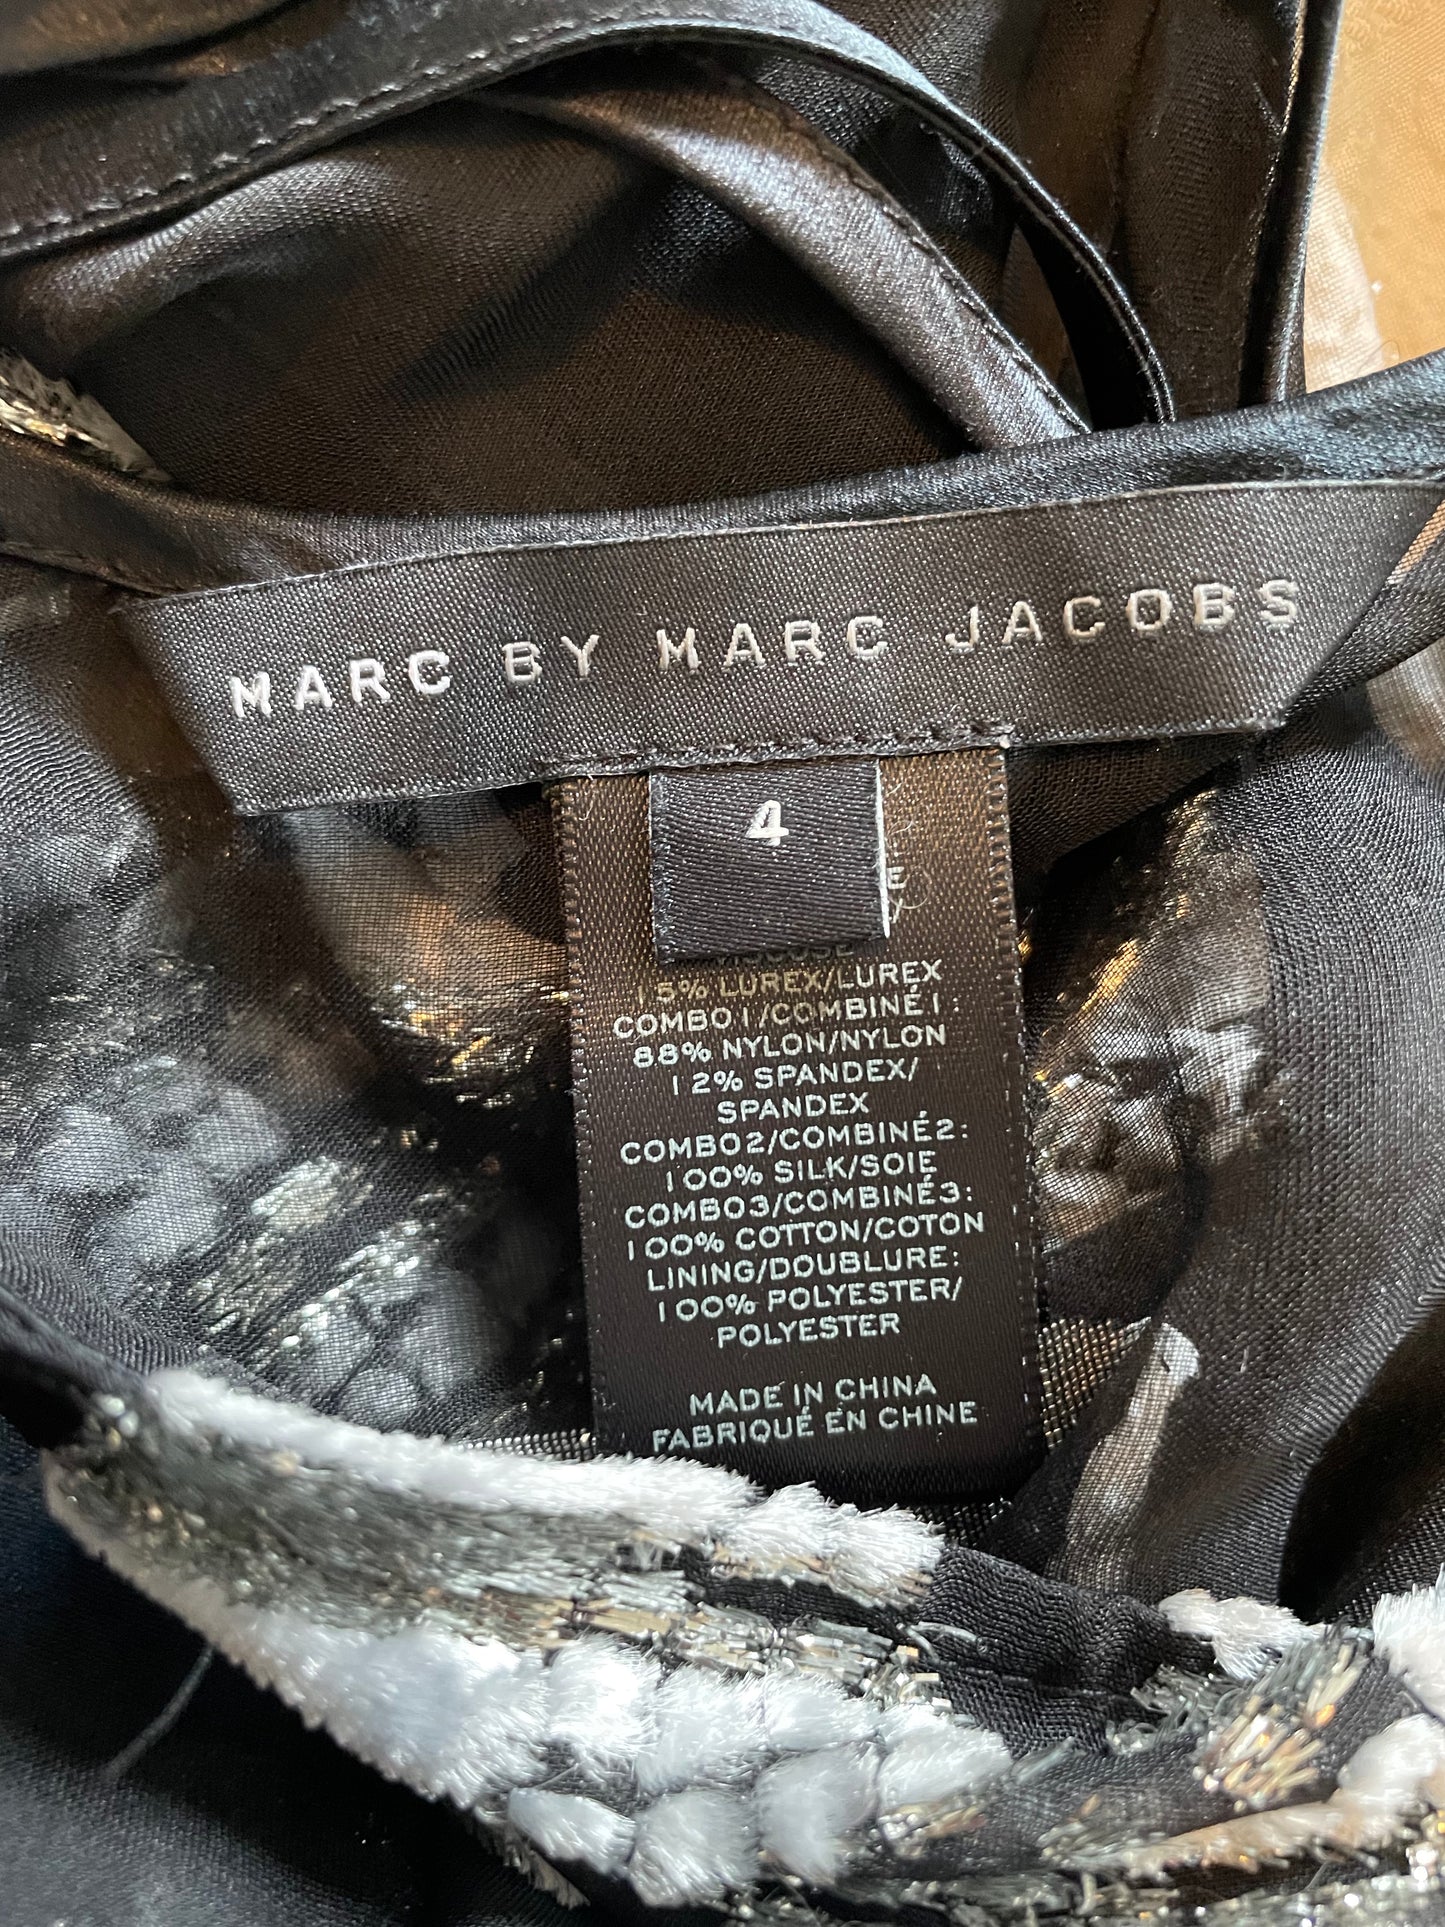 MARC BY MARC JACOBS
4
15% LUREX/LUREX
COMBO1/COMBINÉ1:
88% NYLON/NYLON
12% SPANDEX/
SPANDEX
COMBO2/COMBINÉ2:
100% SILK/SOIE
COMBO3/COMBINÉ3:
100% COTTON/COTON
LINING/DOUBLURE:
100% POLYESTER/
POLYESTER
MADE IN CHINA
FABRIQUÉ EN CHINE